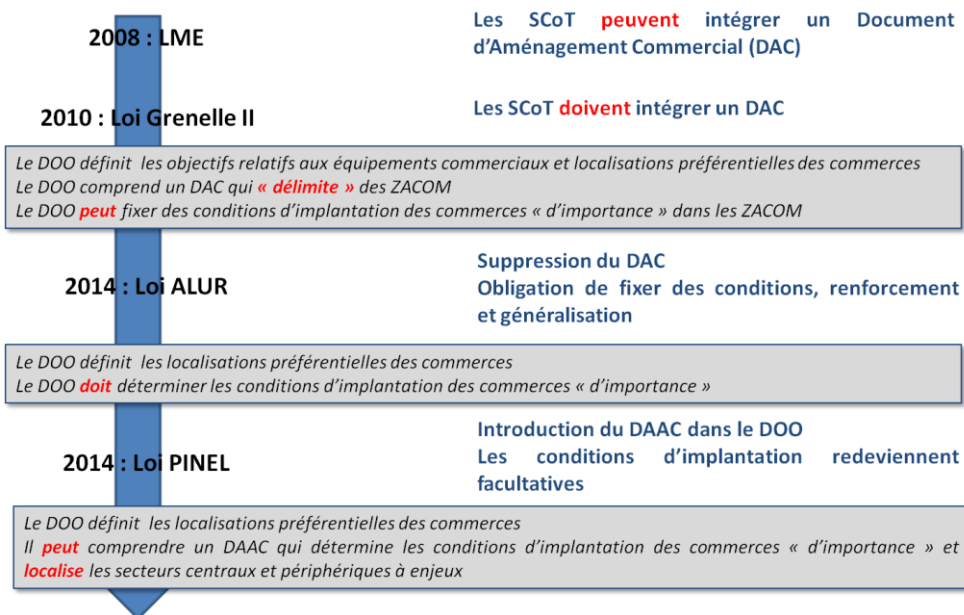 2008 : LME
Les SCoT peuvent intégrer un Document
d’Aménagement Commercial (DAC)
2010 : Loi Grenelle II
Les SCoT doivent intégrer un DAC
Le DOO définit les objectifs relatifs aux équipements commerciaux et localisations préférentielles des commerces
Le DOO comprend un DAC qui « délimite » des ZACOM
Le DOO peut fixer des conditions d’implantation des commerces « d’importance » dans les ZACOM
2014 : Loi ALUR
Suppression du DAC
Obligation de fixer des conditions, renforcement
et généralisation
Le DOO définit les localisations préférentielles des commerces
Le DOO doit déterminer les conditions d’implantation des commerces « d’importance »
2014 : Loi PINEL
Introduction du DAAC dans le DOO
Les conditions d’implantation redeviennent
facultatives
Le DOO définit les localisations préférentielles des commerces
Il peut comprendre un DAAC qui détermine les conditions d’implantation des commerces « d’importance » et
localise les secteurs centraux et périphériques à enjeux